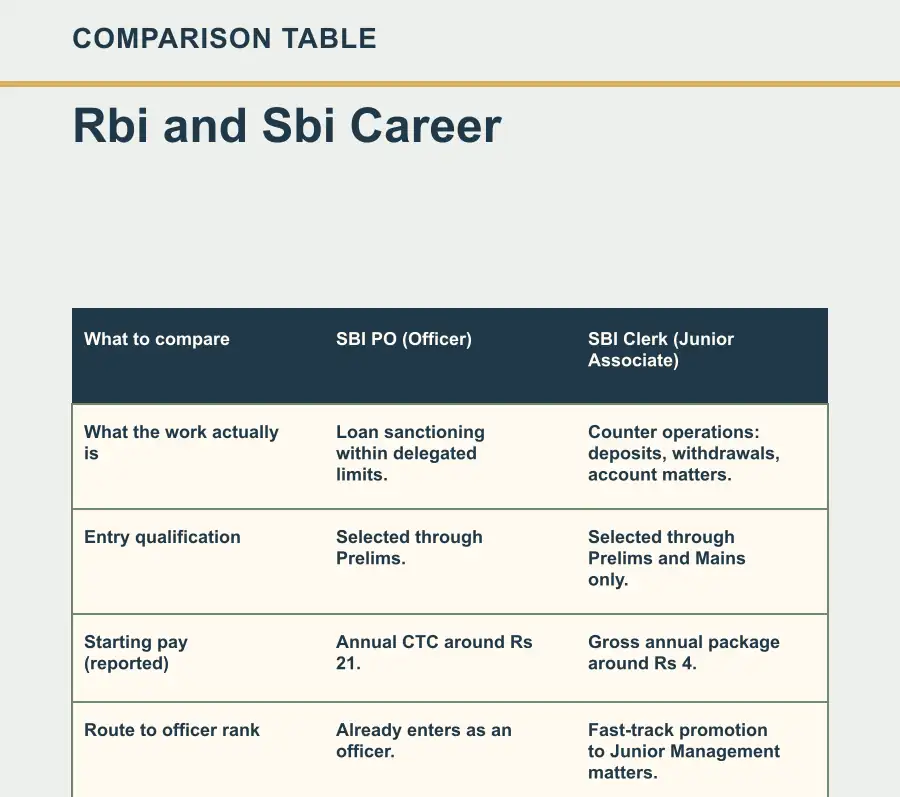 COMPARISON TABLE
Rbi and Sbi Career
What to compare
SBI PO (Officer)
SBI Clerk (Junior
Associate)
What the work actually
is
Loan sanctioning
within delegated
limits.
Counter operations:
deposits, withdrawals,
account matters.
Entry qualification
Selected through
Prelims.
Selected through
Prelims and Mains
only.
Starting pay
(reported)
Annual CTC around Rs
21.
Gross annual package
around Rs 4.
Route to officer rank
Already enters as an
officer.
Fast-track promotion
to Junior Management
matters.